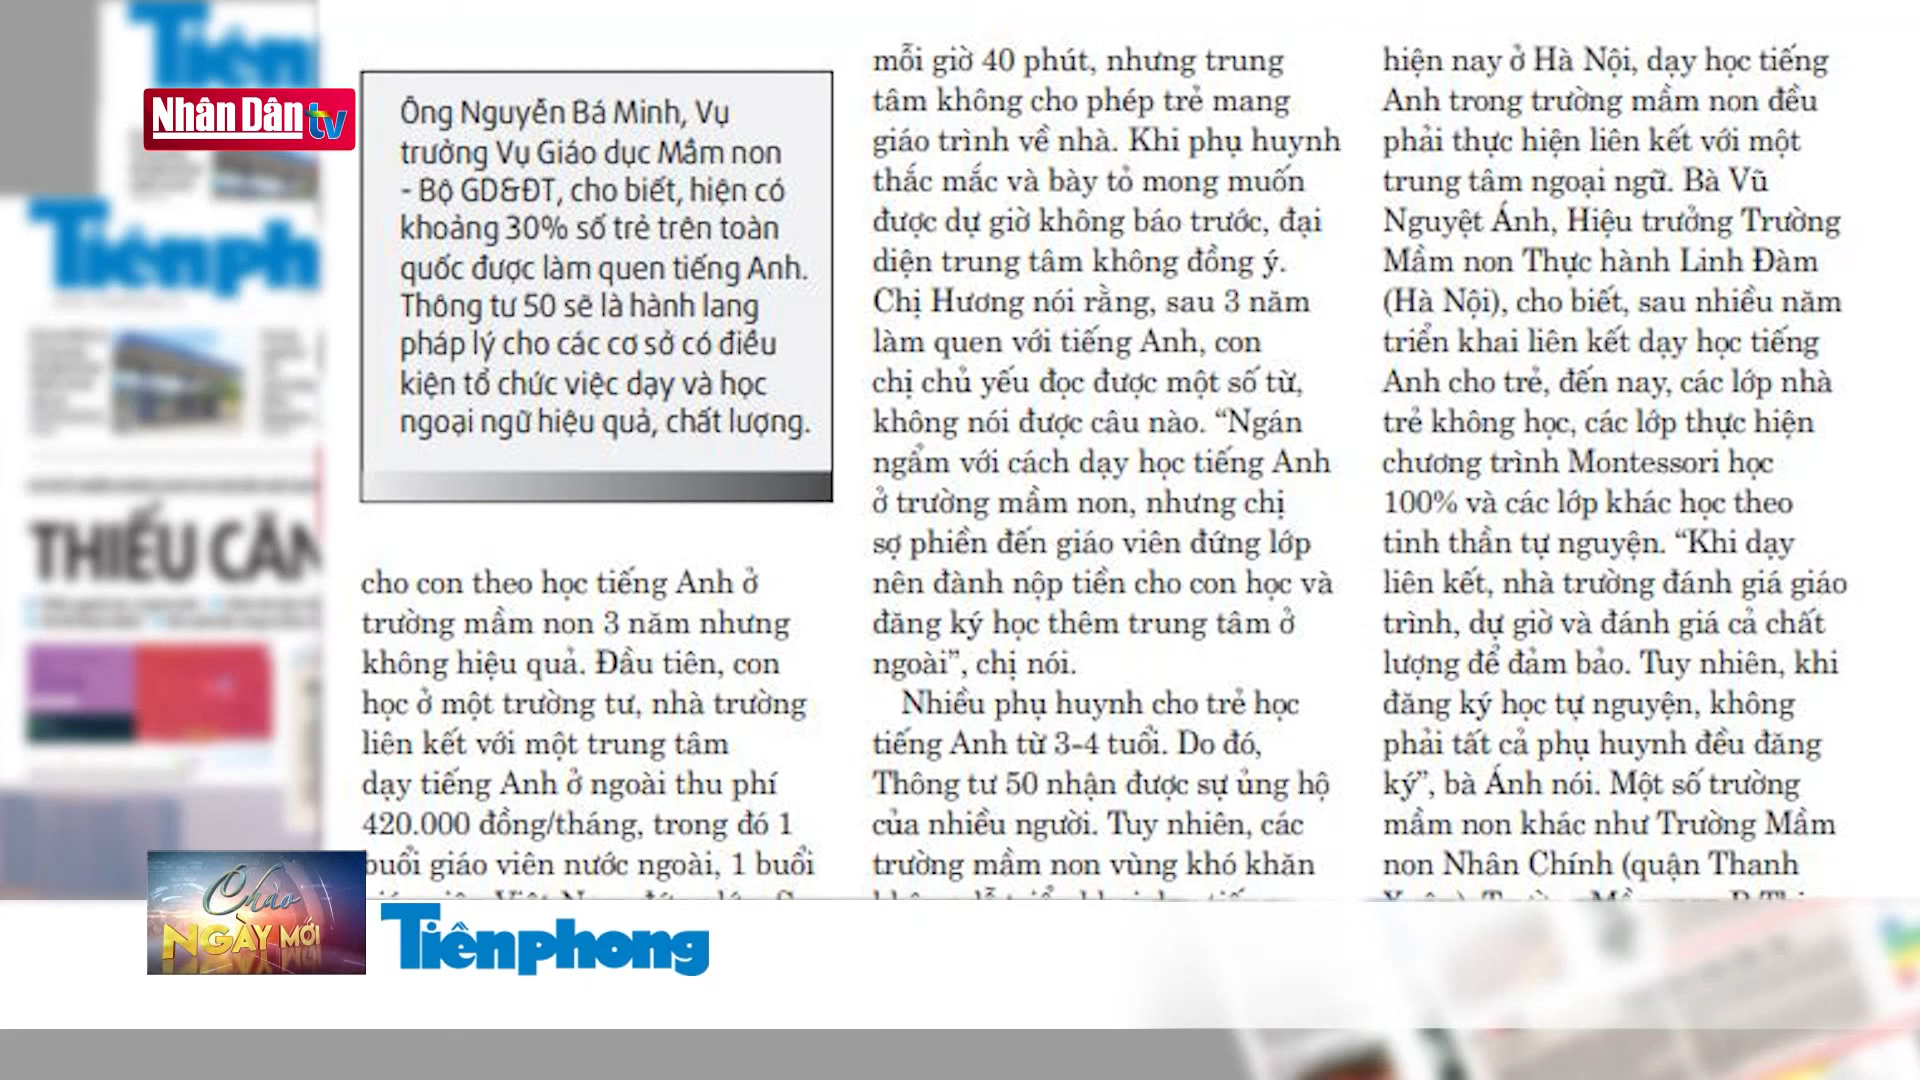 Tiên
Nhân Dân tv
Tiênph
THIẾU CĂN
Ông Nguyễn Bá Minh, Vụ
trưởng Vụ Giáo dục Mầm non
- Bộ GD&ĐT, cho biết, hiện có
khoảng 30% số trẻ trên toàn
quốc được làm quen tiếng Anh.
Thông tư 50 sẽ là hành lang
pháp lý cho các cơ sở có điều
kiện tổ chức việc dạy và học
ngoại ngữ hiệu quả, chất lượng.
cho con theo học tiếng Anh ở
trường mầm non 3 năm nhưng
không hiệu quả. Đầu tiên, con
học ở một trường tư, nhà trường
liên kết với một trung tâm
dạy tiếng Anh ở ngoài thu phí
420.000 đồng/tháng, trong đó 1
buổi giáo viên nước ngoài, 1 buổi
mỗi giờ 40 phút, nhưng trung
tâm không cho phép trẻ mang
giáo trình về nhà. Khi phụ huynh
thắc mắc và bày tỏ mong muốn
được dự giờ không báo trước, đại
diện trung tâm không đồng ý.
Chị Hương nói rằng, sau 3 năm
làm quen với tiếng Anh, con
chị chủ yếu đọc được một số từ,
không nói được câu nào. “Ngán
ngẩm với cách dạy học tiếng Anh
ở trường mầm non, nhưng chị
sợ phiền đến giáo viên đứng lớp
nên đành nộp tiền cho con học và
đăng ký học thêm trung tâm ở
ngoài”, chị nói.
Nhiều phụ huynh cho trẻ học
tiếng Anh từ 3-4 tuổi. Do đó,
Thông tư 50 nhận được sự ủng hộ
của nhiều người. Tuy nhiên, các
trường mầm non vùng khó khăn
hiện nay ở Hà Nội, dạy học tiếng
Anh trong trường mầm non đều
phải thực hiện liên kết với một
trung tâm ngoại ngữ. Bà Vũ
Nguyệt Ánh, Hiệu trưởng Trường
Mầm non Thực hành Linh Đàm
(Hà Nội), cho biết, sau nhiều năm
triển khai liên kết dạy học tiếng
Anh cho trẻ, đến nay, các lớp nhà
trẻ không học, các lớp thực hiện
chương trình Montessori học
100% và các lớp khác học theo
tinh thần tự nguyện. “Khi dạy
liên kết, nhà trường đánh giá giáo
trình, dự giờ và đánh giá cả chất
lượng để đảm bảo. Tuy nhiên, khi
đăng ký học tự nguyện, không
phải tất cả phụ huynh đều đăng
ký”, bà Ánh nói. Một số trường
mầm non khác như Trường Mầm
non Nhân Chính (quận Thanh
Chào
NGÀY MỚI
Tiênphong